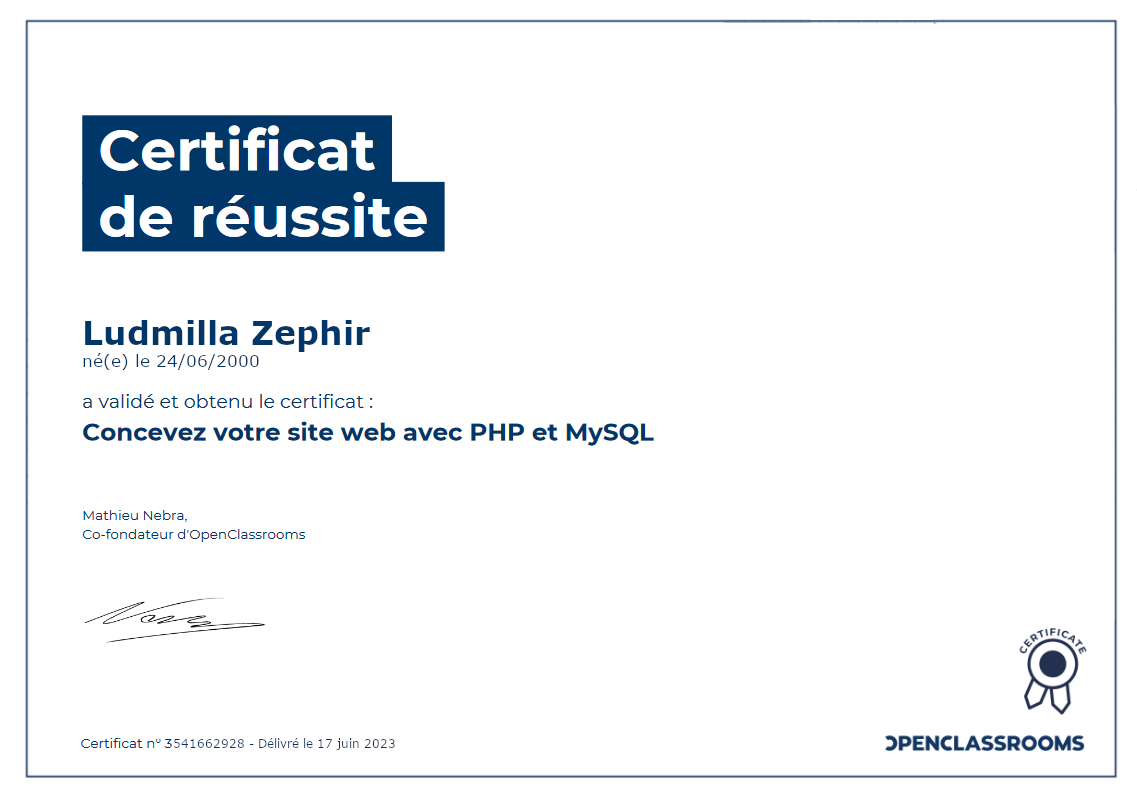 Certificat
de réussite
Ludmilla Zephir
né(e) le 24/06/2000
a validé et obtenu le certificat :
Concevez votre site web avec PHP et MySQL
Mathieu Nebra,
Co-fondateur d'OpenClassrooms
CERTIFICATE
Certificat n° 3541662928 - Délivré le 17 juin 2023
OPENCLASSROOMS